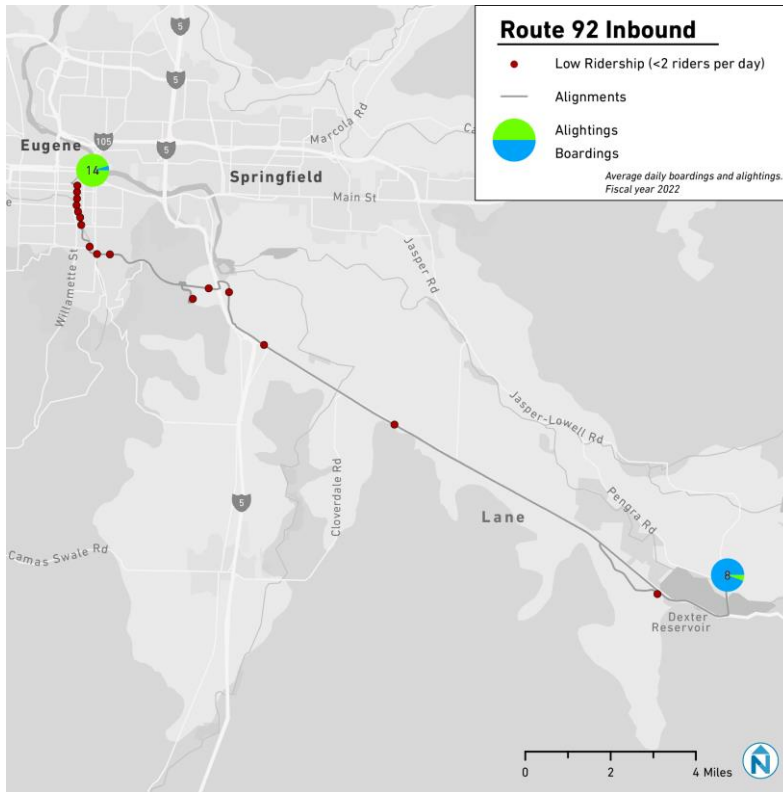 Route 92 Inbound
Low Ridership (<2 riders per day)
Alignments
Alightings
Boardings
Average daily boardings and alightings.
Fiscal year 2022
5
5
Marcola Rd
Ca
105
5
Eugene
14
Springfield
Main St
e
Willamette St
Jasper Rd
Jasper-Lowell Rd
Cloverdale Rd
5
Lane
Pengra Rd
Camas Swale Rd
8
Dexter
Reservoir
0 2 4 Miles
N